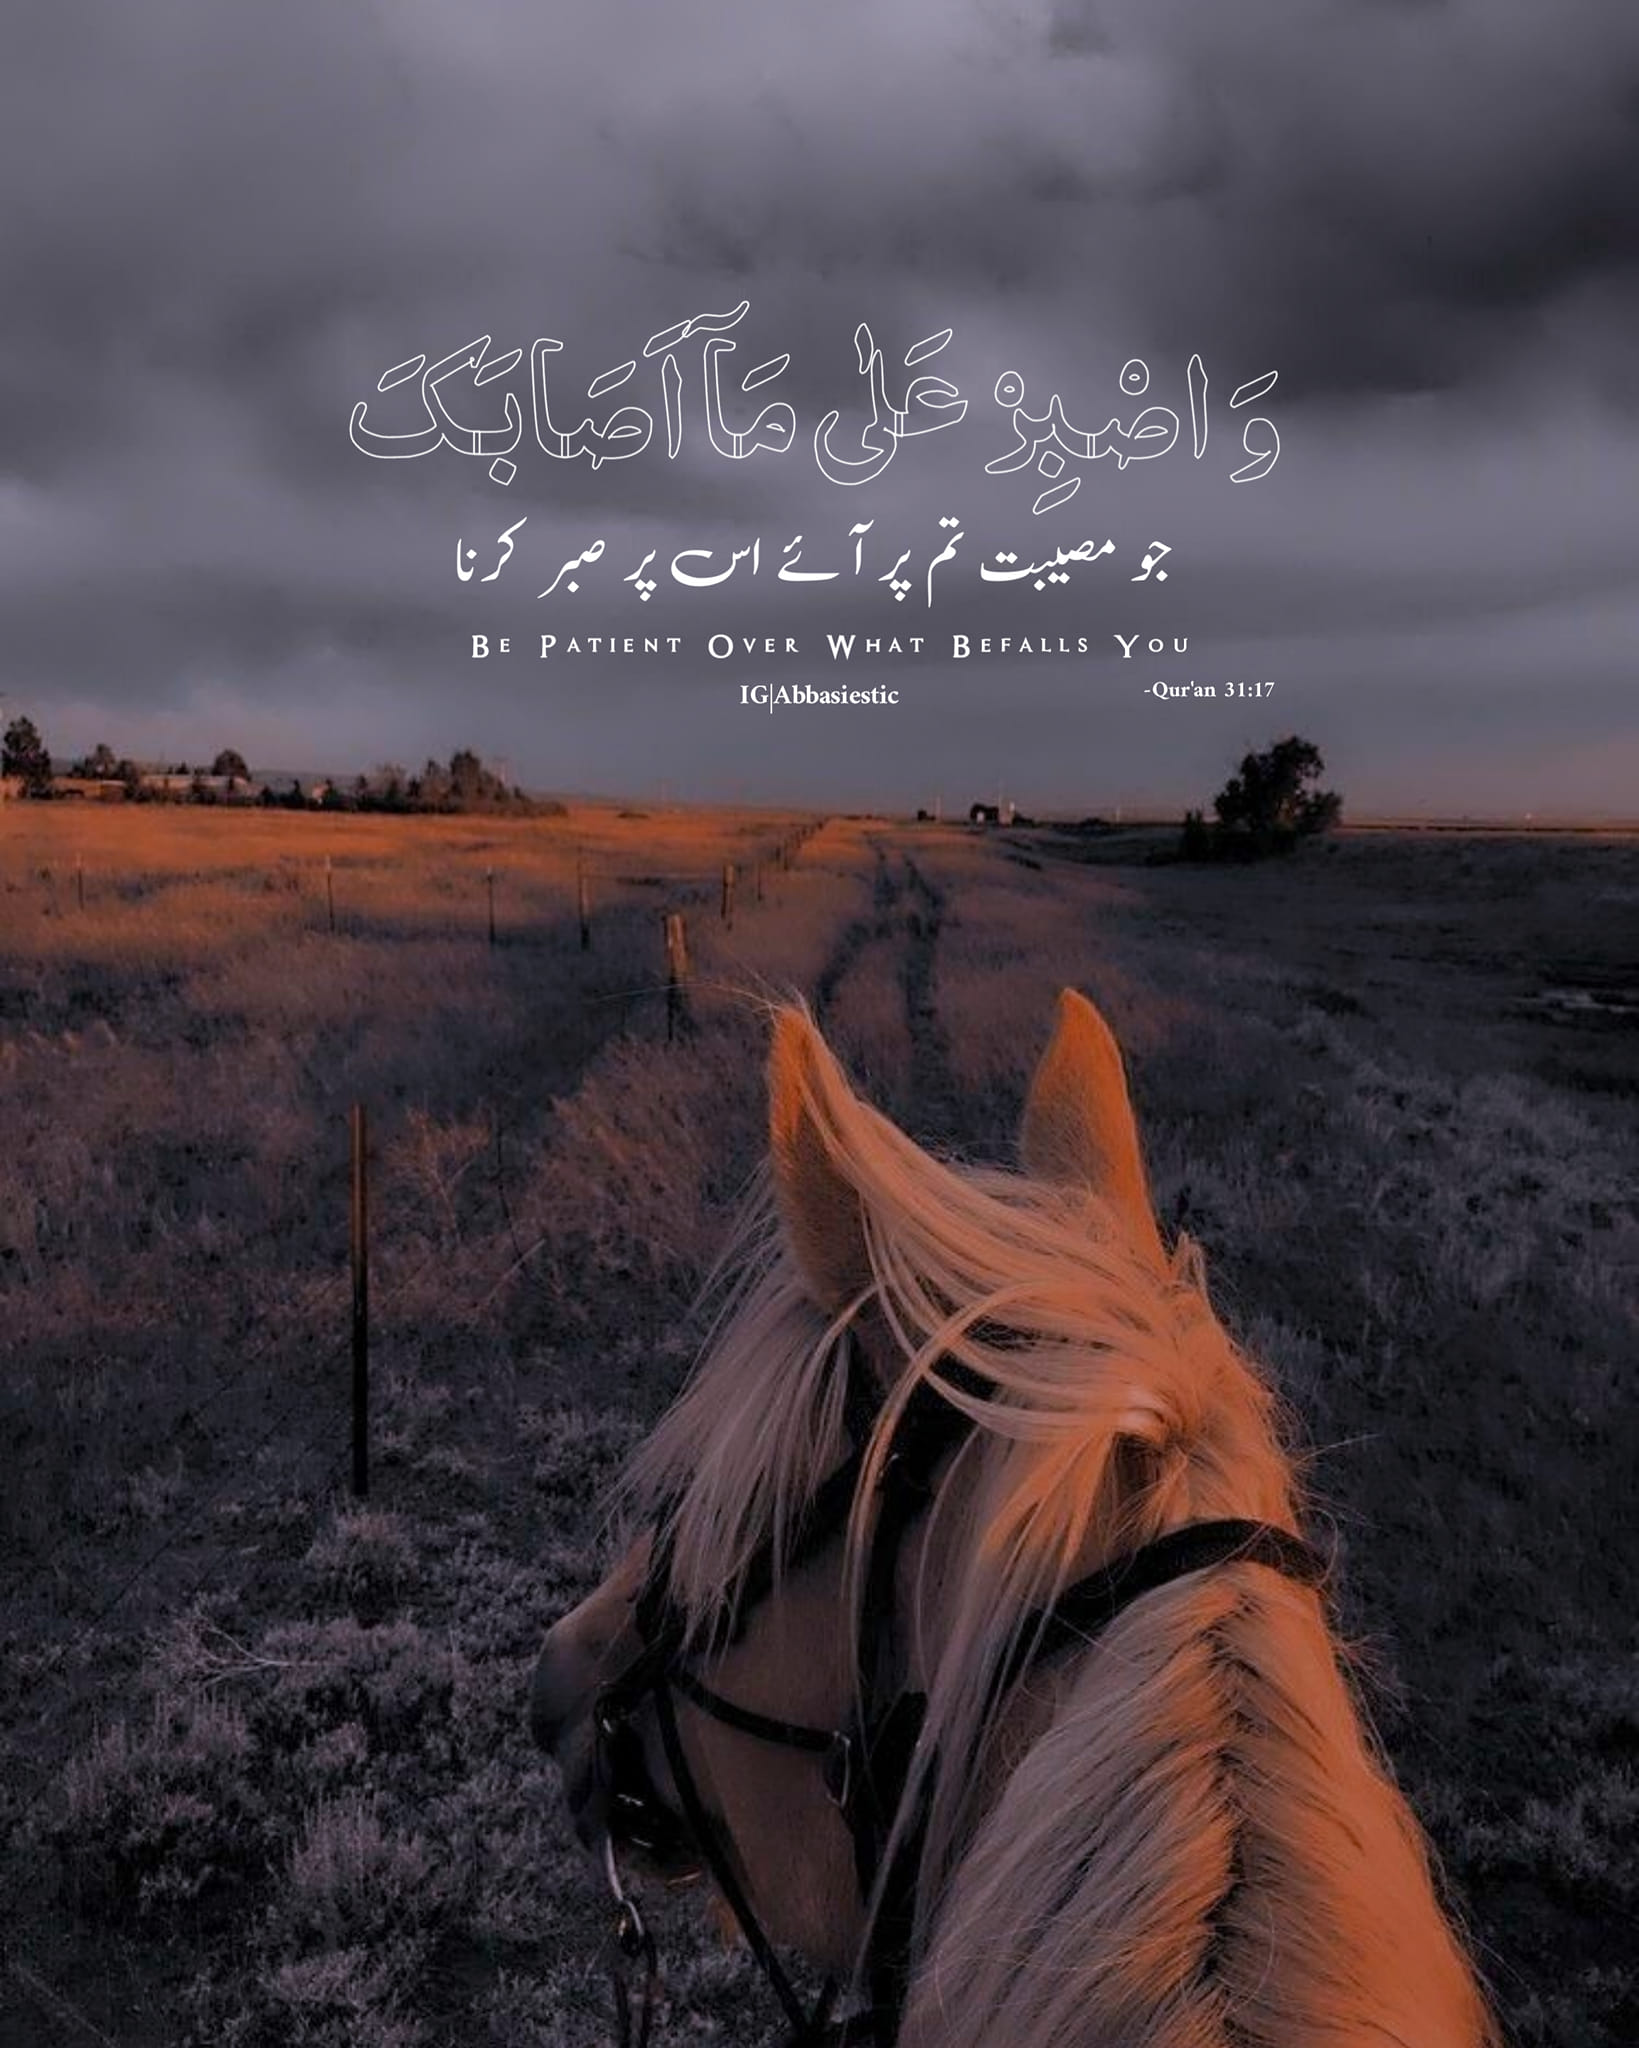 وَ اصْبِرْ عَلٰى مَاۤ اَصَابَكَ
جو مصیبت تم پر آئے اس پر صبر کرنا
Be Patient Over What Befalls You
IG|Abbasiestic
-Qur'an 31:17